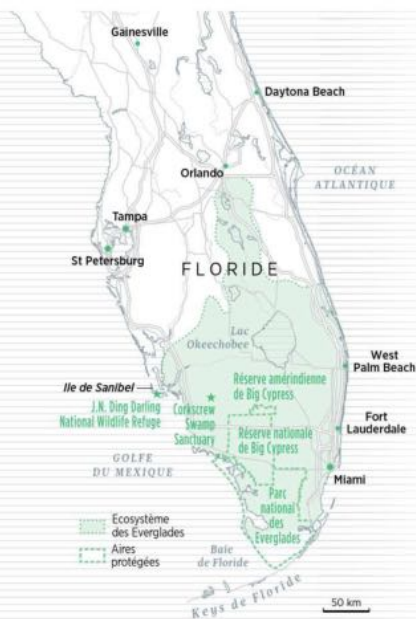 Gainesville
Daytona Beach
Orlando
OCÉAN
ATLANTIQUE
Tampa
St Petersburg
FLORIDE
Lac
Okeechobee
West
Palm Beach
Ile de Sanibel
Réserve amérindienne
de Big Cypress
J.N. Ding Darling
National Wildlife Refuge
Corkscrew
Swamp
Sanctuary
Fort
Lauderdale
Réserve nationale
de Big Cypress
GOLFE
DU MEXIQUE
Miami
Parc
national
des
Everglades
Ecosystème
des Everglades
Aires
protégées
Baie
de Floride
Keys de Floride
50 km